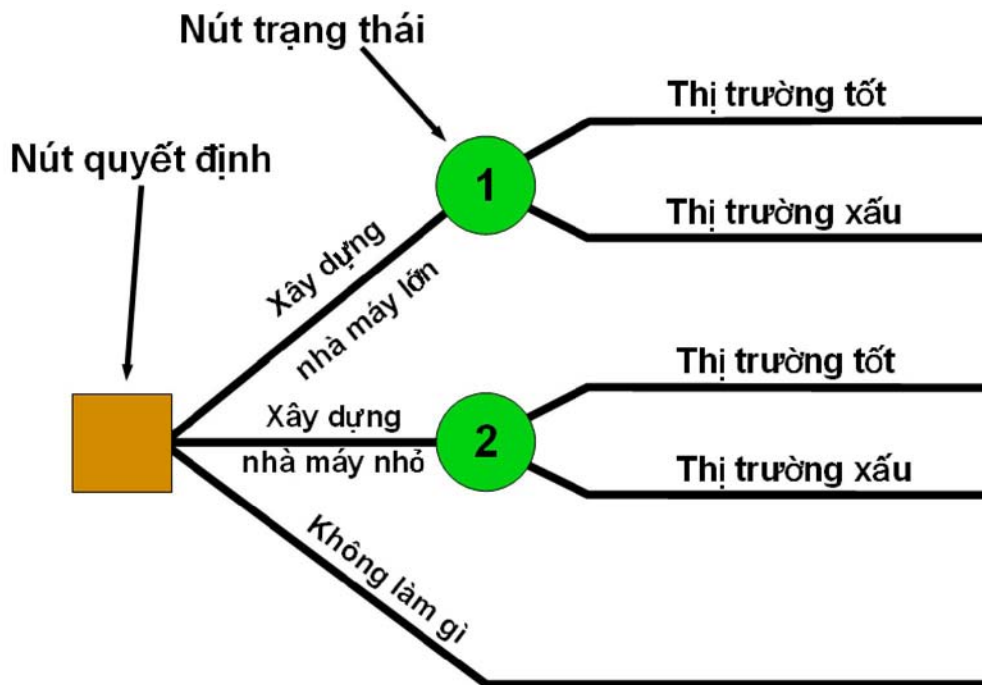 Nút trạng thái
Nút quyết định
Thị trường tốt
1
Thị trường xấu
Xây dựng
nhà máy lớn
Thị trường tốt
Xây dựng
2
nhà máy nhỏ
Thị trường xấu
Không làm gì